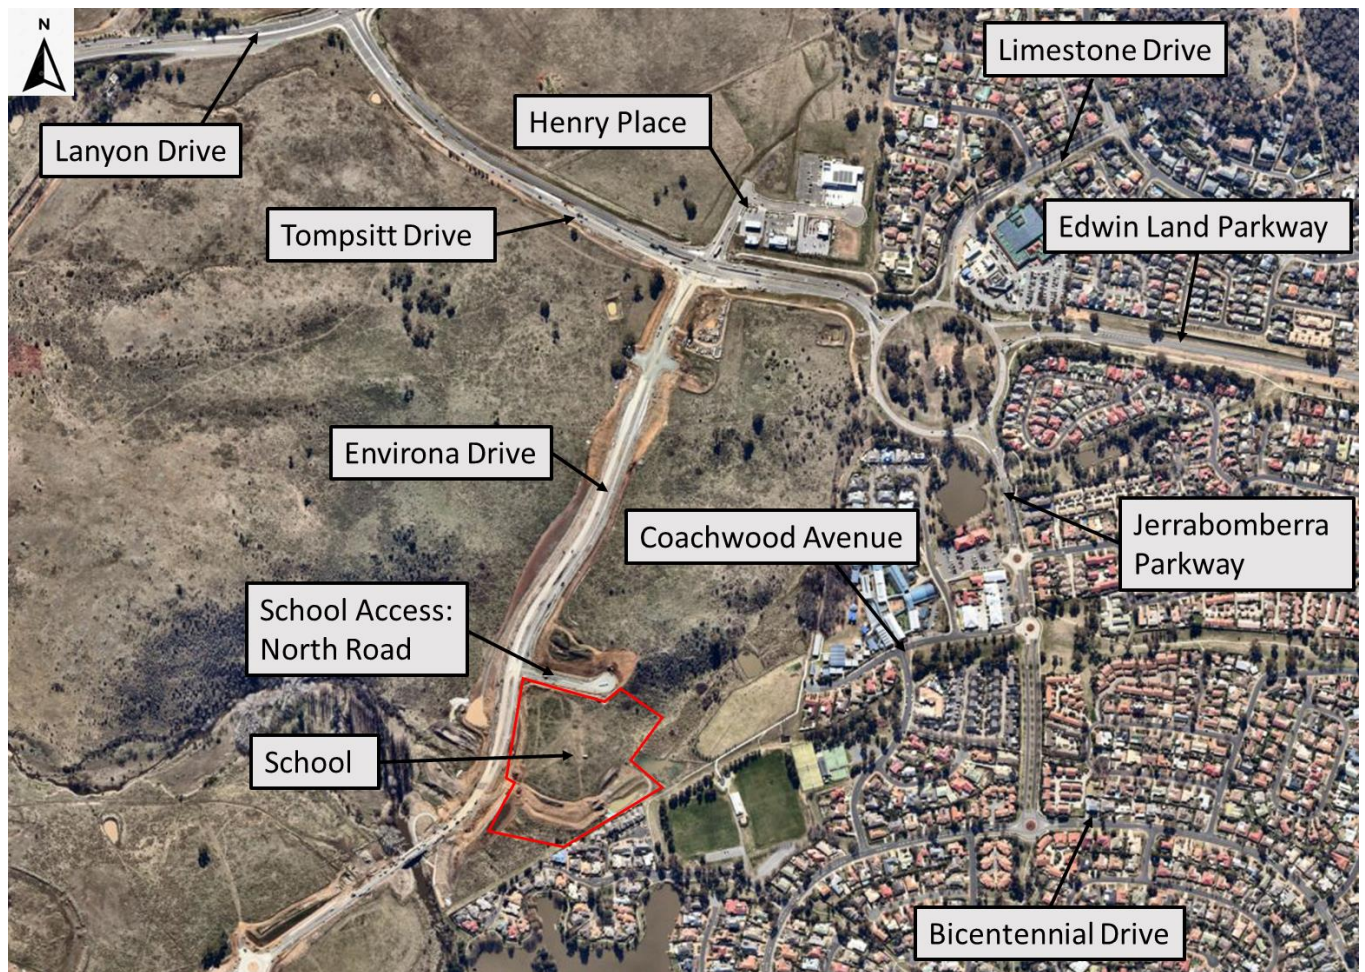 N
Limestone Drive
Henry Place
Lanyon Drive
Edwin Land Parkway
Tompsitt Drive
Environa Drive
Coachwood Avenue
Jerrabomberra
Parkway
School Access:
North Road
School
Bicentennial Drive